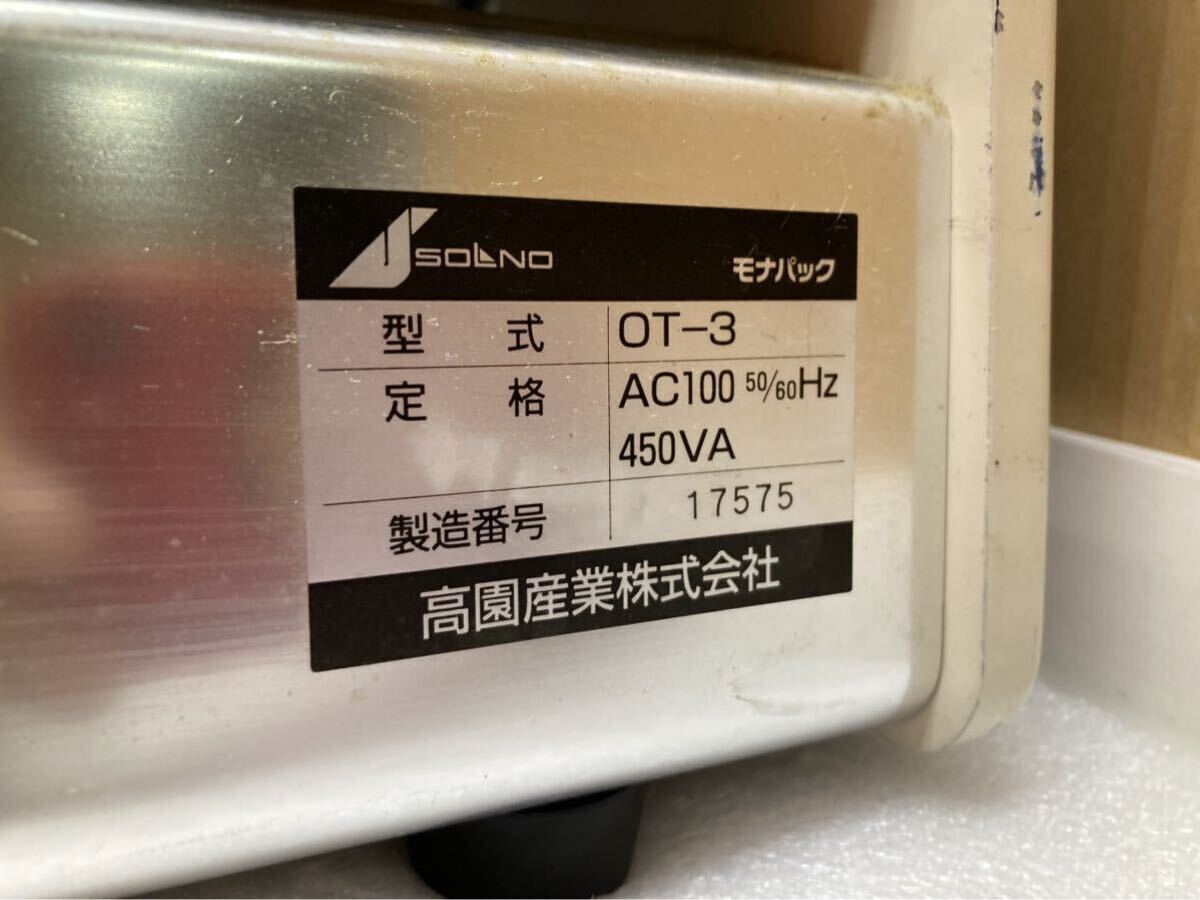 SOLNO モナパック
型式 OT-3
定格 AC100 50/60Hz
450VA
製造番号 17575
高園産業株式会社